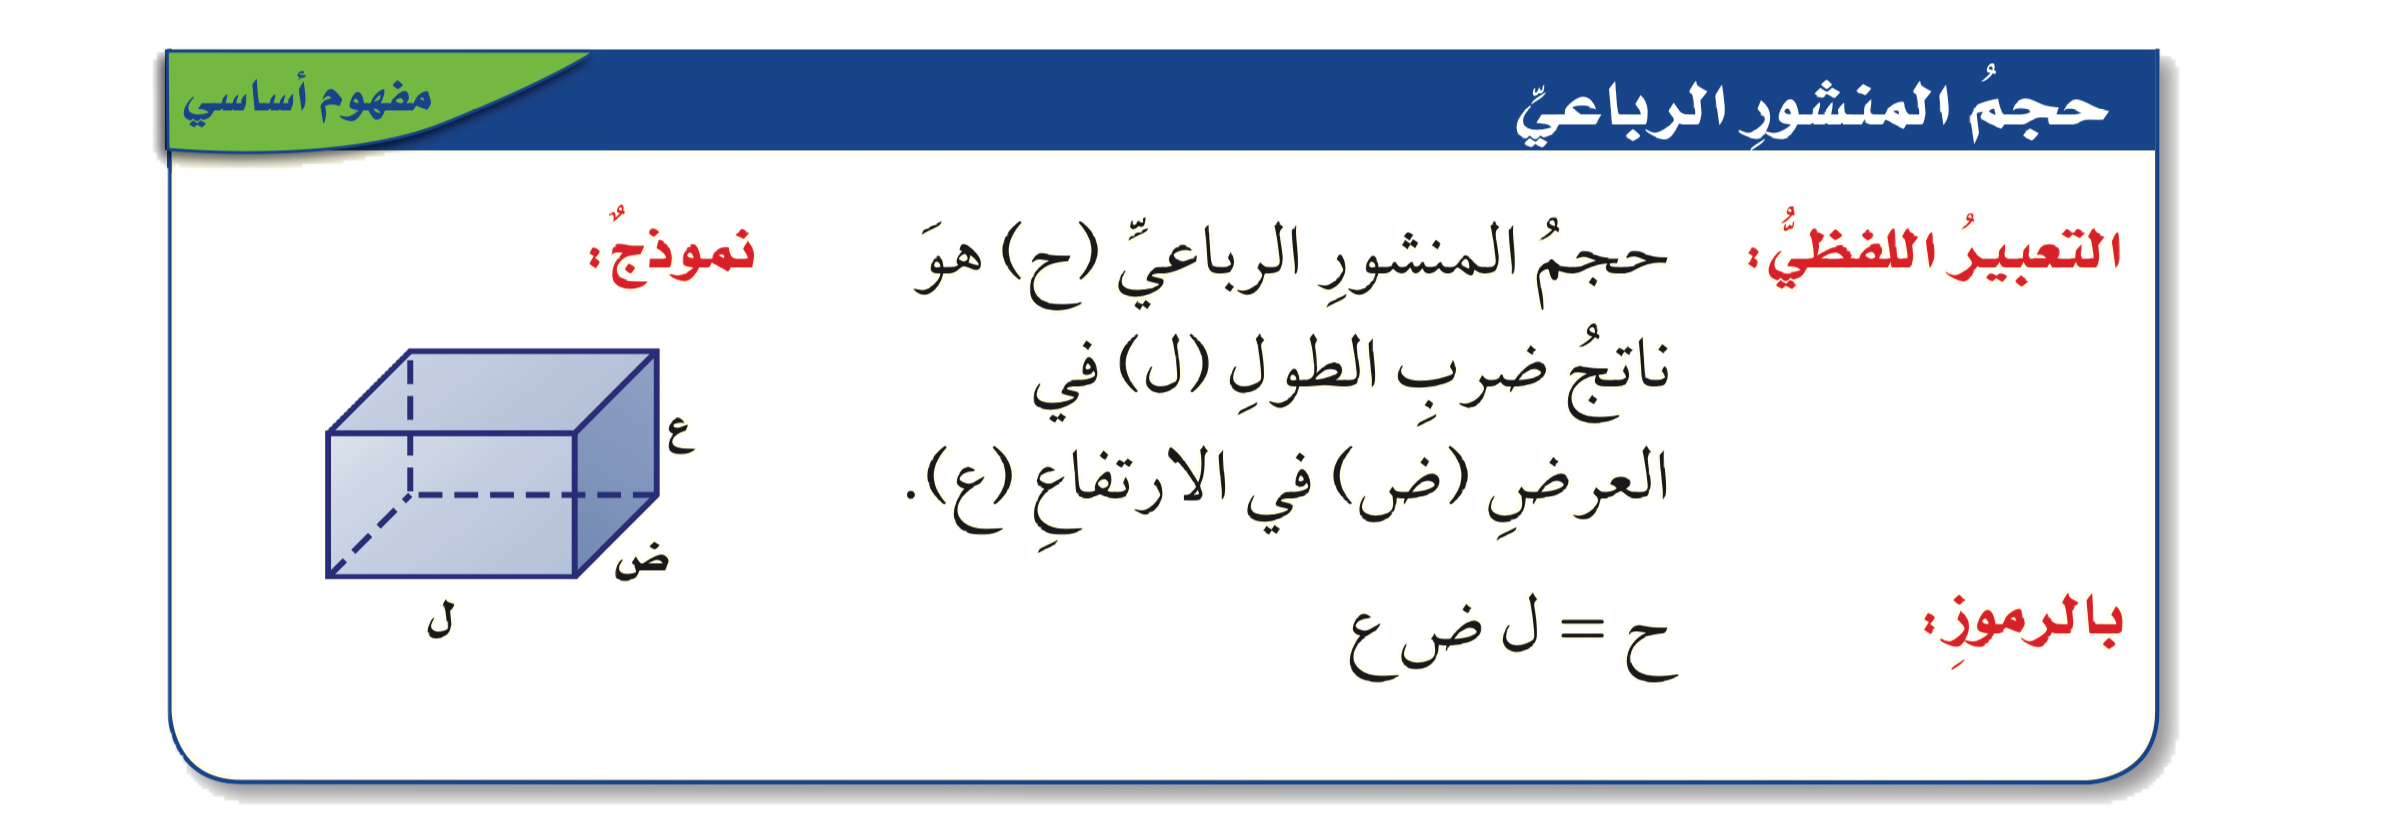 حجمُ المنشورِ الرباعيِّ
مفهوم أساسي
التعبيرُ اللفظيُّ:
حجمُ المنشورِ الرباعيِّ (ح) هوَ
ناتجُ ضربِ الطولِ (ل) في
العرضِ (ض) في الارتفاعِ (ع).
نموذجٌ:
ع
ض
ل
بالرموزِ:
ح = ل ض ع